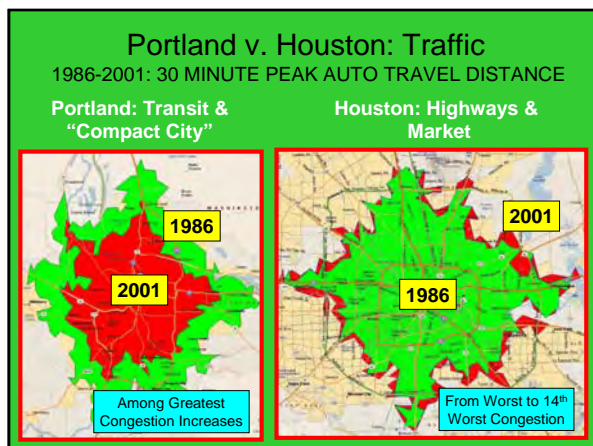 Portland v. Houston: Traffic
1986-2001: 30 MINUTE PEAK AUTO TRAVEL DISTANCE
Portland: Transit &
“Compact City”
Houston: Highways &
Market
1986
2001
2001
1986
Among Greatest
Congestion Increases
From Worst to 14th
Worst Congestion